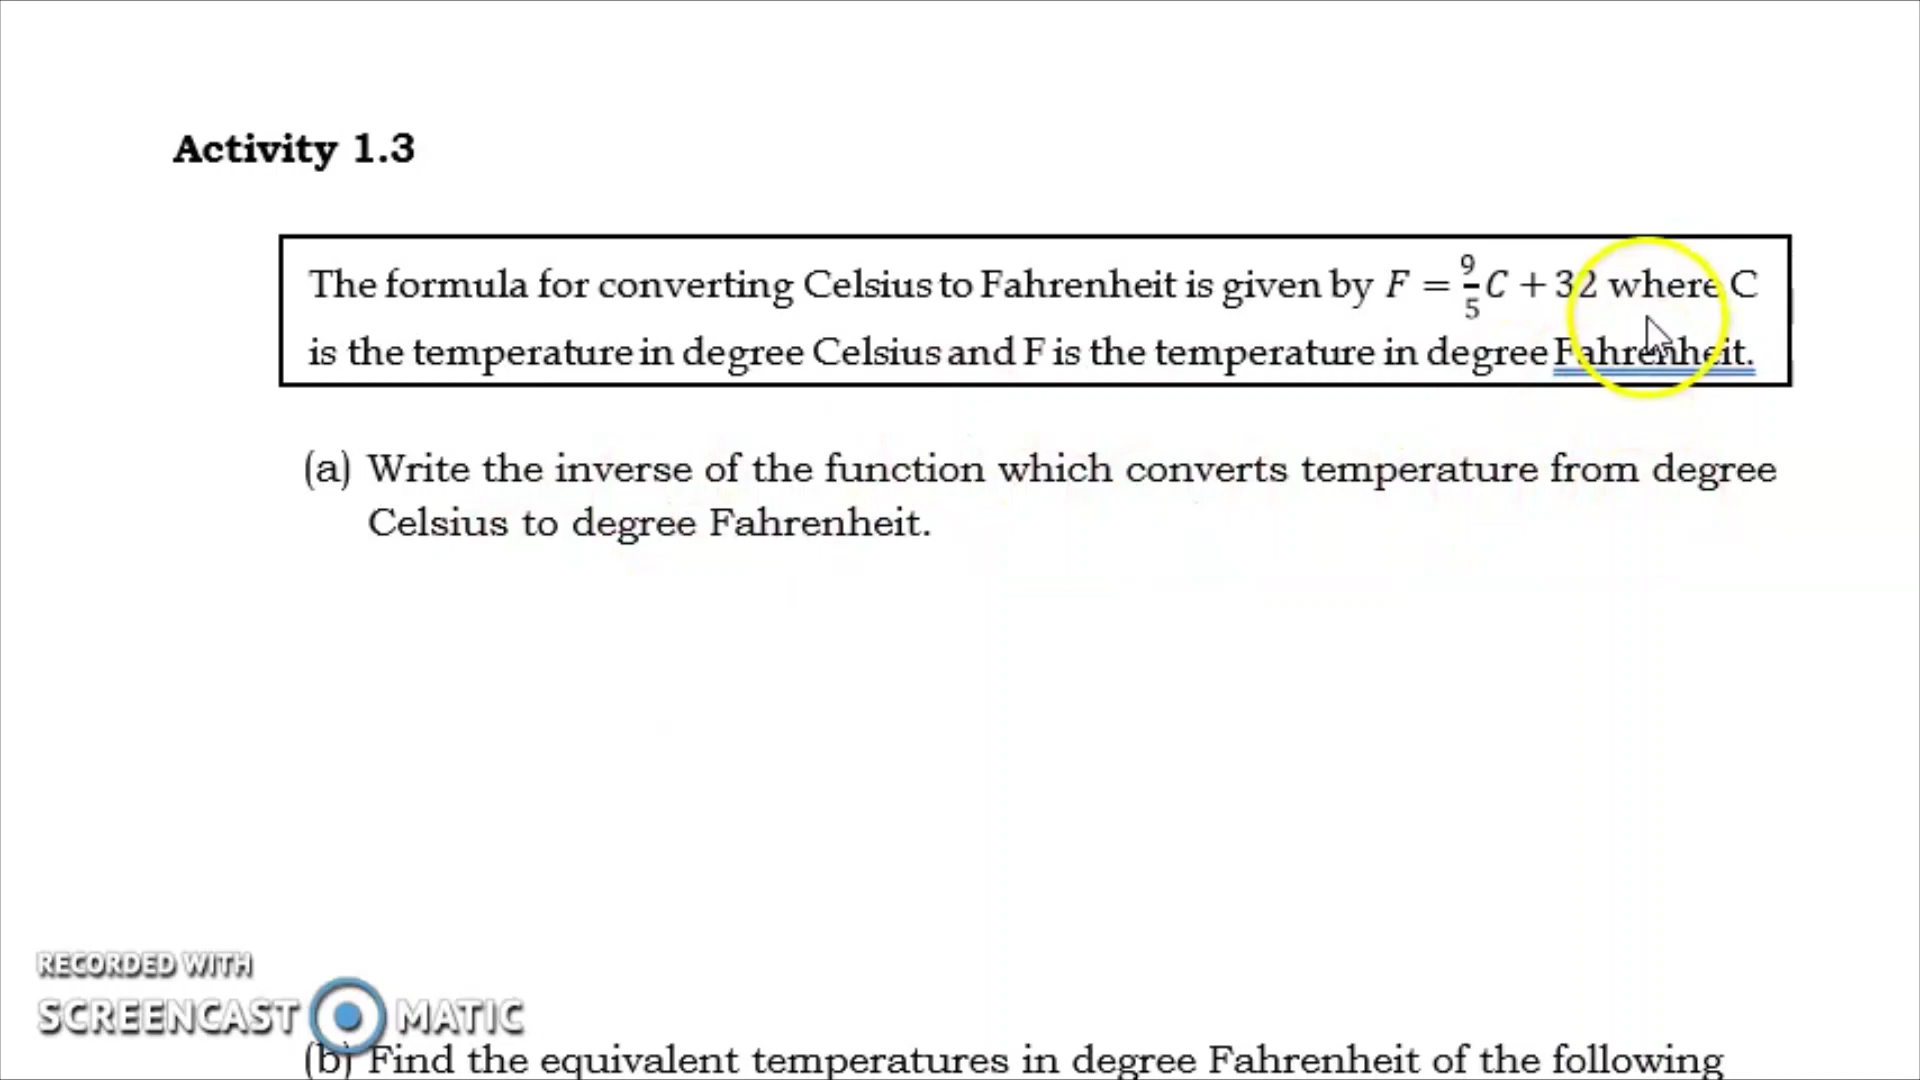 Activity 1.3
The formula for converting Celsius to Fahrenheit is given by F = 9/5 C + 32 where C
is the temperature in degree Celsius and F is the temperature in degree Fahrenheit.
(a) Write the inverse of the function which converts temperature from degree
Celsius to degree Fahrenheit.
RECORDED WITH
SCREENCAST MATIC
(b) Find the equivalent temperatures in degree Fahrenheit of the following